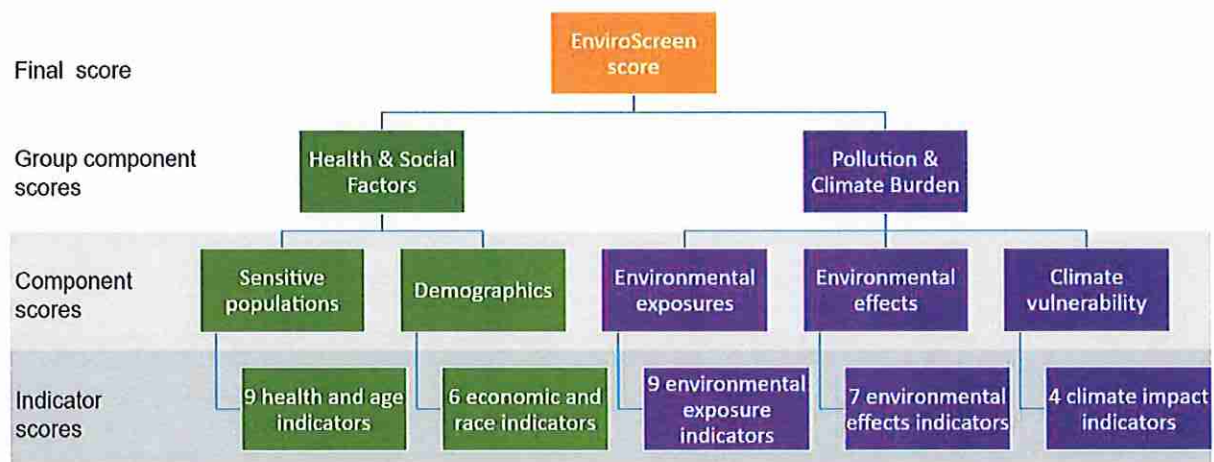 Final score
EnviroScreen
score
Group component
scores
Health & Social
Factors
Pollution &
Climate Burden
Component
scores
Sensitive
populations
Demographics
Environmental
exposures
Environmental
effects
Climate
vulnerability
Indicator
scores
9 health and age
indicators
6 economic and
race indicators
9 environmental
exposure
indicators
7 environmental
effects indicators
4 climate impact
indicators